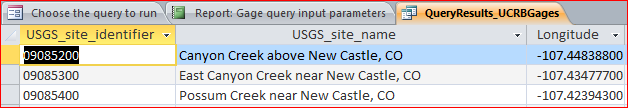 Choose the query to run Report: Gage query input parameters QueryResults_UCRBGages
USGS_site_identifier USGS_site_name Longitude
09085200 Canyon Creek above New Castle, CO -107.44838800
09085300 East Canyon Creek near New Castle, CO -107.43477700
09085400 Possum Creek near New Castle, CO -107.42394300